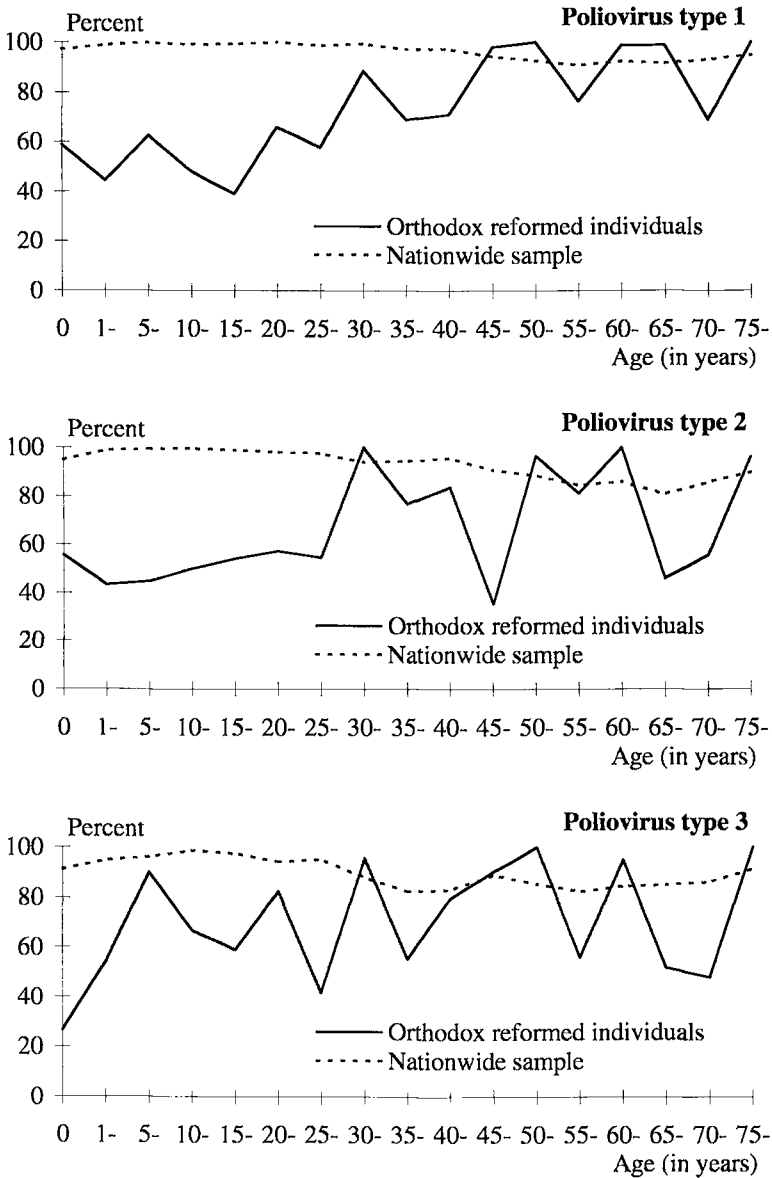 Percent Poliovirus type 1
100
80
60
40
20
0
Orthodox reformed individuals
Nationwide sample
0 1- 5- 10- 15- 20- 25- 30- 35- 40- 45- 50- 55- 60- 65- 70- 75-
Age (in years)
Percent Poliovirus type 2
100
80
60
40
20
0
Orthodox reformed individuals
Nationwide sample
0 1- 5- 10- 15- 20- 25- 30- 35- 40- 45- 50- 55- 60- 65- 70- 75-
Age (in years)
Percent Poliovirus type 3
100
80
60
40
20
0
Orthodox reformed individuals
Nationwide sample
0 1- 5- 10- 15- 20- 25- 30- 35- 40- 45- 50- 55- 60- 65- 70- 75-
Age (in years)